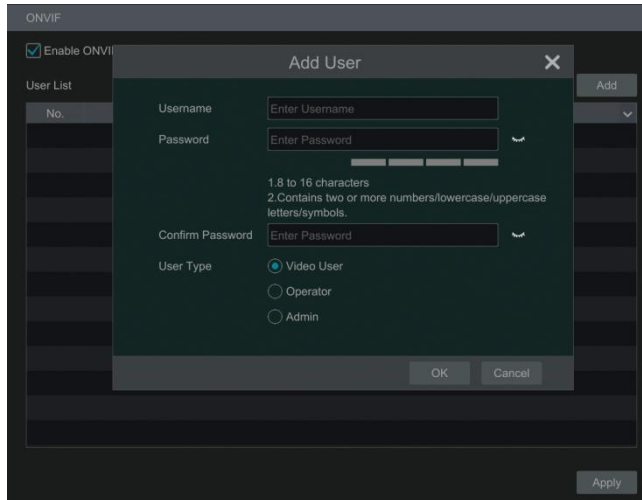 ONVIF
Enable ONVI
Add User
User List
Add
No.
Username
Enter Username
Password
Enter Password
1.8 to 16 characters
2.Contains two or more numbers/lowercase/uppercase
letters/symbols.
Confirm Password
Enter Password
User Type
Video User
Operator
Admin
OK
Cancel
Apply